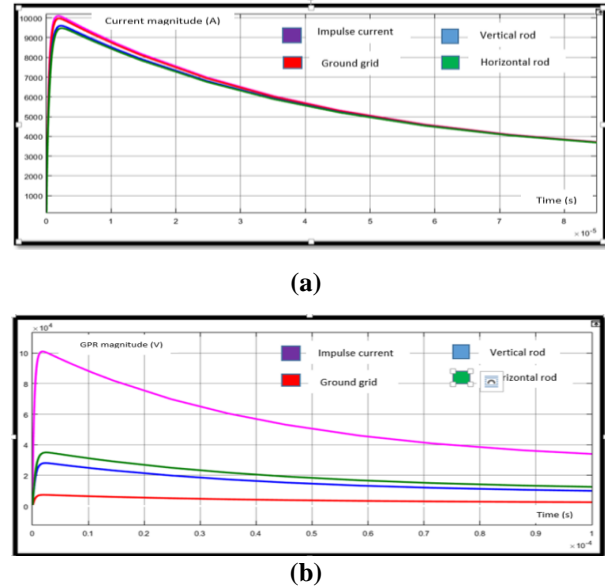 Current magnitude (A)
Impulse current
Vertical rod
Ground grid
Horizontal rod
10000
9000
8000
7000
6000
5000
4000
3000
2000
1000
Time (s)
0 1 2 3 4 5 6 7 8
× 10⁻⁵
(a)
× 10⁴
GPR magnitude (V)
Impulse current
Vertical rod
Ground grid
rizontal rod
10
8
6
4
2
0
Time (s)
0 0.1 0.2 0.3 0.4 0.5 0.6 0.7 0.8 0.9 1
× 10⁻⁴
(b)